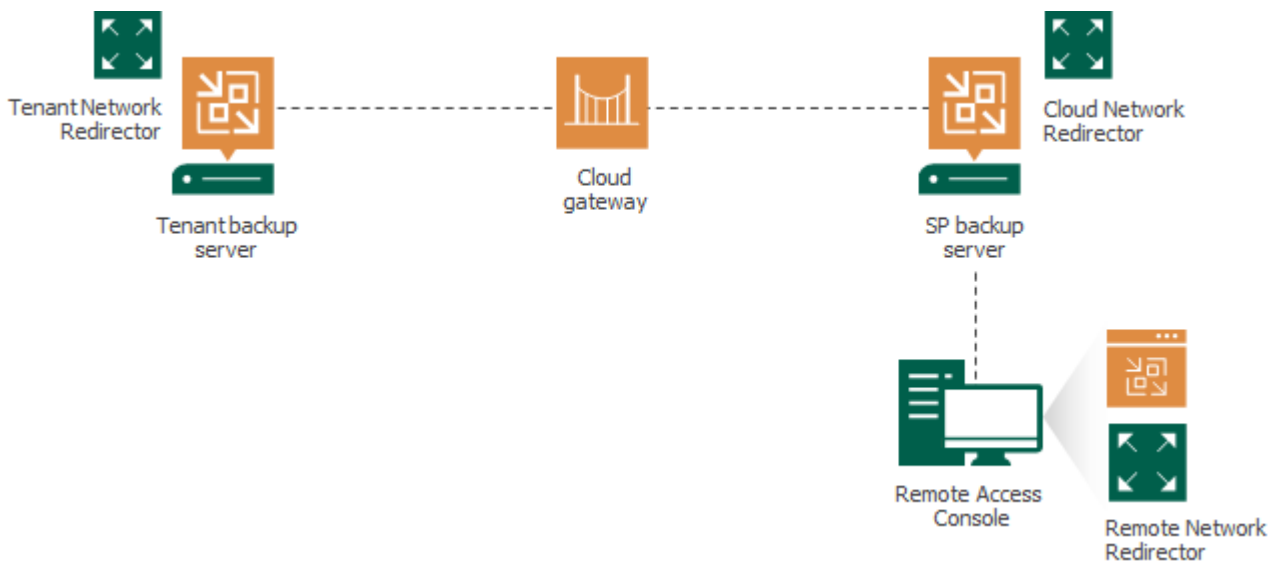 Tenant Network
Redirector
Tenant backup
server
Cloud
gateway
Cloud Network
Redirector
SP backup
server
Remote Access
Console
Remote Network
Redirector